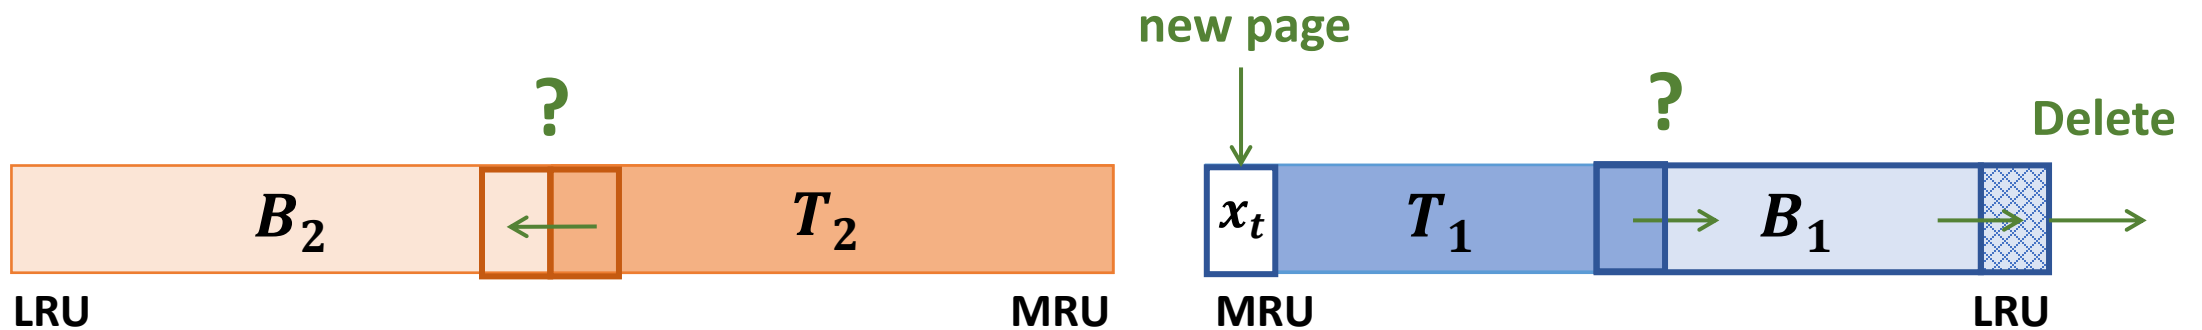 new page
?
?
Delete
B₂
T₂
xₜ
T₁
B₁
LRU
MRU
MRU
LRU